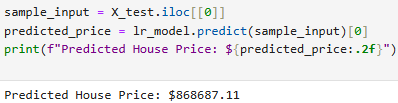 sample_input = X_test.iloc[[0]]
predicted_price = lr_model.predict(sample_input)[0]
print(f"Predicted House Price: ${predicted_price:.2f}")
Predicted House Price: $868687.11